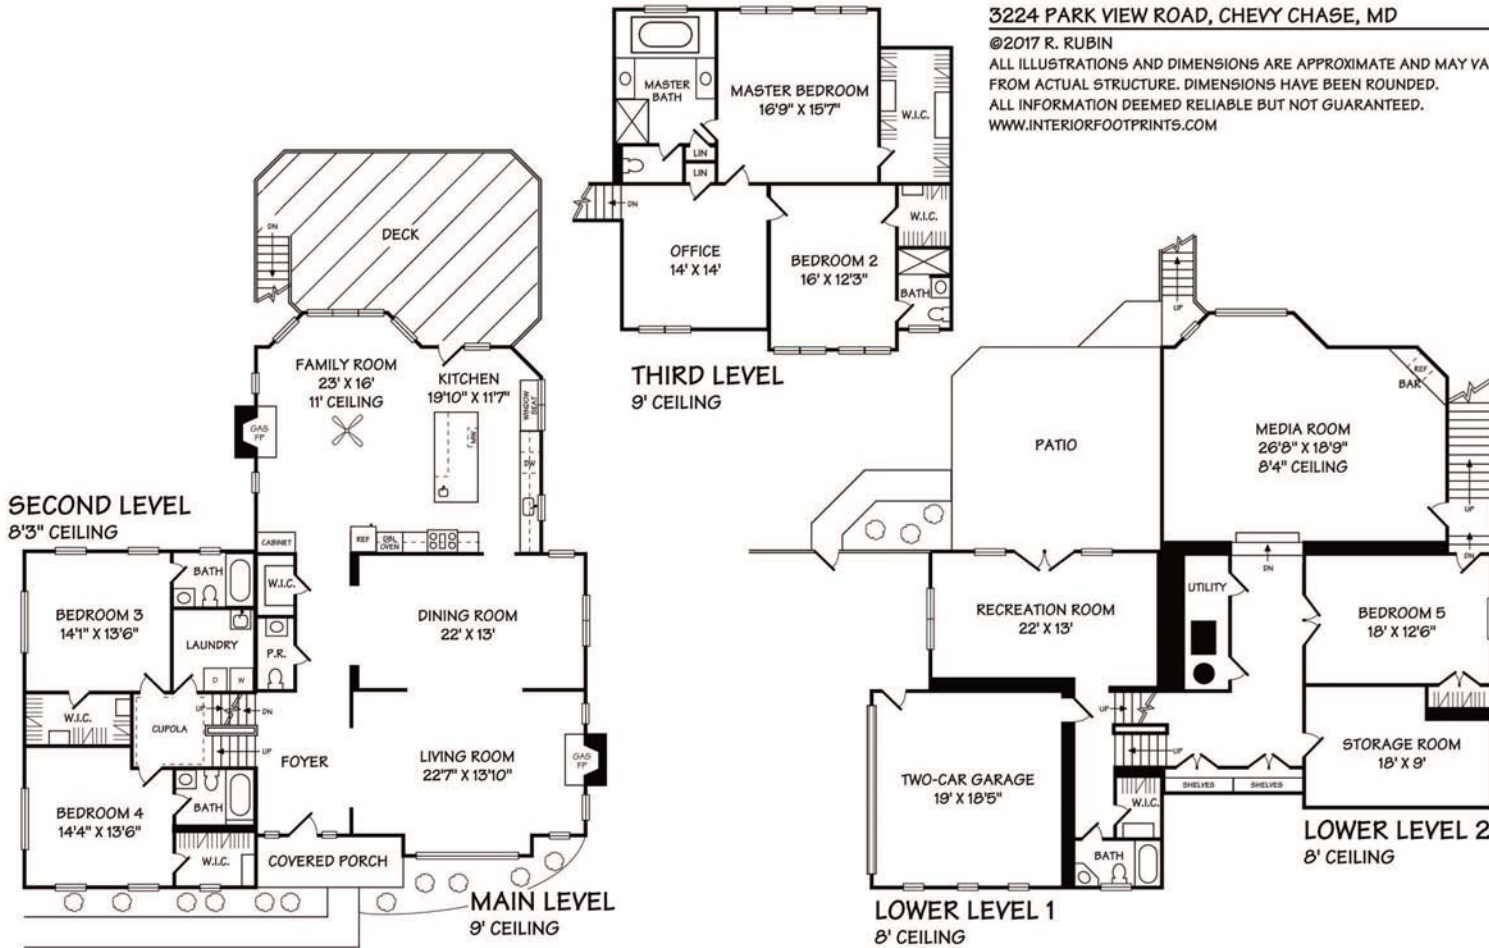 3224 PARK VIEW ROAD, CHEVY CHASE, MD
©2017 R. RUBIN
ALL ILLUSTRATIONS AND DIMENSIONS ARE APPROXIMATE AND MAY VA
FROM ACTUAL STRUCTURE. DIMENSIONS HAVE BEEN ROUNDED.
ALL INFORMATION DEEMED RELIABLE BUT NOT GUARANTEED.
WWW.INTERIORFOOTPRINTS.COM
MASTER
BATH
MASTER BEDROOM
16'9" X 15'7"
W.I.C.
LIN
LIN
DN
OFFICE
14' X 14'
BEDROOM 2
16' X 12'3"
W.I.C.
BATH
THIRD LEVEL
9' CEILING
DECK
DN
FAMILY ROOM
23' X 16'
11' CEILING
KITCHEN
19'10" X 11'7"
WINDOW
SEAT
GAS
FP
MW
DW
CABINET
REF
DBL
OVEN
W.I.C.
DINING ROOM
22' X 13'
P.R.
FOYER
LIVING ROOM
22'7" X 13'10"
GAS
FP
COVERED PORCH
MAIN LEVEL
9' CEILING
SECOND LEVEL
8'3" CEILING
BEDROOM 3
14'1" X 13'6"
BATH
LAUNDRY
D
W
W.I.C.
CUPOLA
UP
DN
UP
BEDROOM 4
14'4" X 13'6"
BATH
W.I.C.
UP
MEDIA ROOM
26'8" X 18'9"
8'4" CEILING
REF
BAR
UP
DN
PATIO
RECREATION ROOM
22' X 13'
UTILITY
DN
BEDROOM 5
18' X 12'6"
UP
UP
STORAGE ROOM
18' X 9'
SHELVES
SHELVES
TWO-CAR GARAGE
19' X 18'5"
W.I.C.
BATH
LOWER LEVEL 2
8' CEILING
LOWER LEVEL 1
8' CEILING